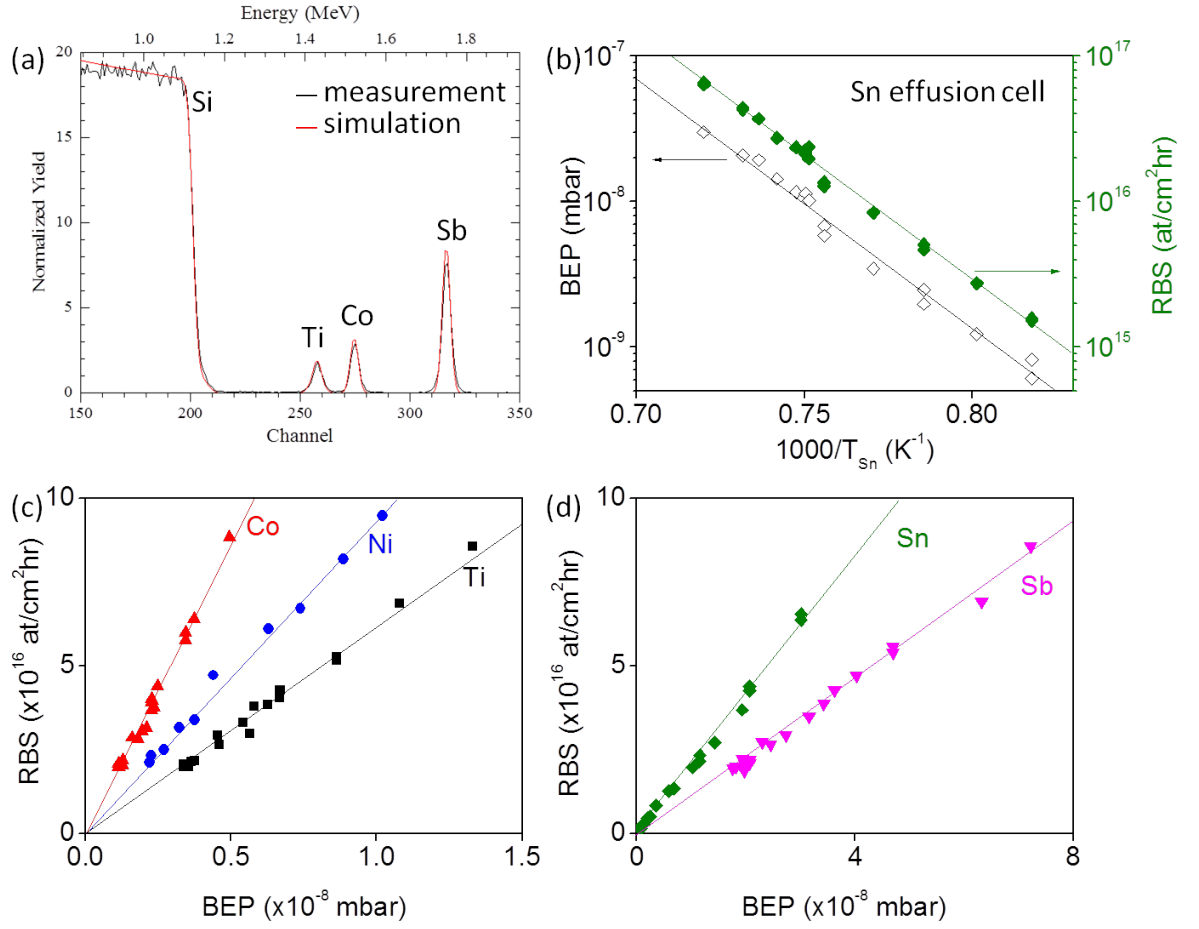 Energy (MeV)
(a)
1.0 1.2 1.4 1.6 1.8
20
15
10
5
0
Normalized Yield
Si
measurement
simulation
Ti
Co
Sb
150 200 250 300 350
Channel
(b)
Sn effusion cell
10⁻⁷
10⁻⁸
10⁻⁹
BEP (mbar)
10¹⁷
10¹⁶
10¹⁵
RBS (at/cm²hr)
0.70 0.75 0.80
1000/T_Sn (K⁻¹)
(c)
10
5
0
RBS (x10¹⁶ at/cm²hr)
Co
Ni
Ti
0.0 0.5 1.0 1.5
BEP (x10⁻⁸ mbar)
(d)
10
5
0
RBS (x10¹⁶ at/cm²hr)
Sn
Sb
0 4 8
BEP (x10⁻⁸ mbar)